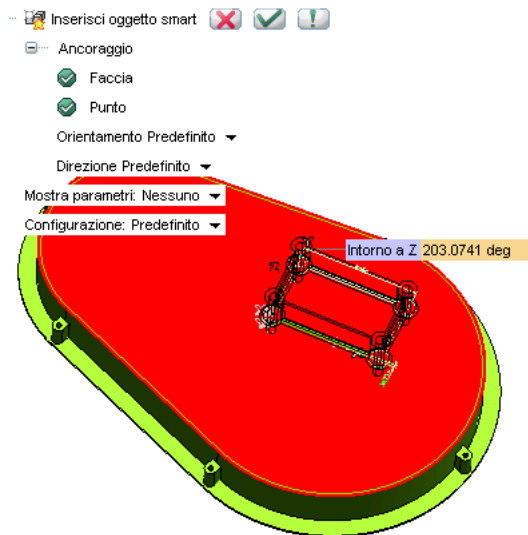 Inserisci oggetto smart
Ancoraggio
Faccia
Punto
Orientamento Predefinito
Direzione Predefinito
Mostra parametri: Nessuno
Configurazione: Predefinito
Intorno a Z 203.0741 deg